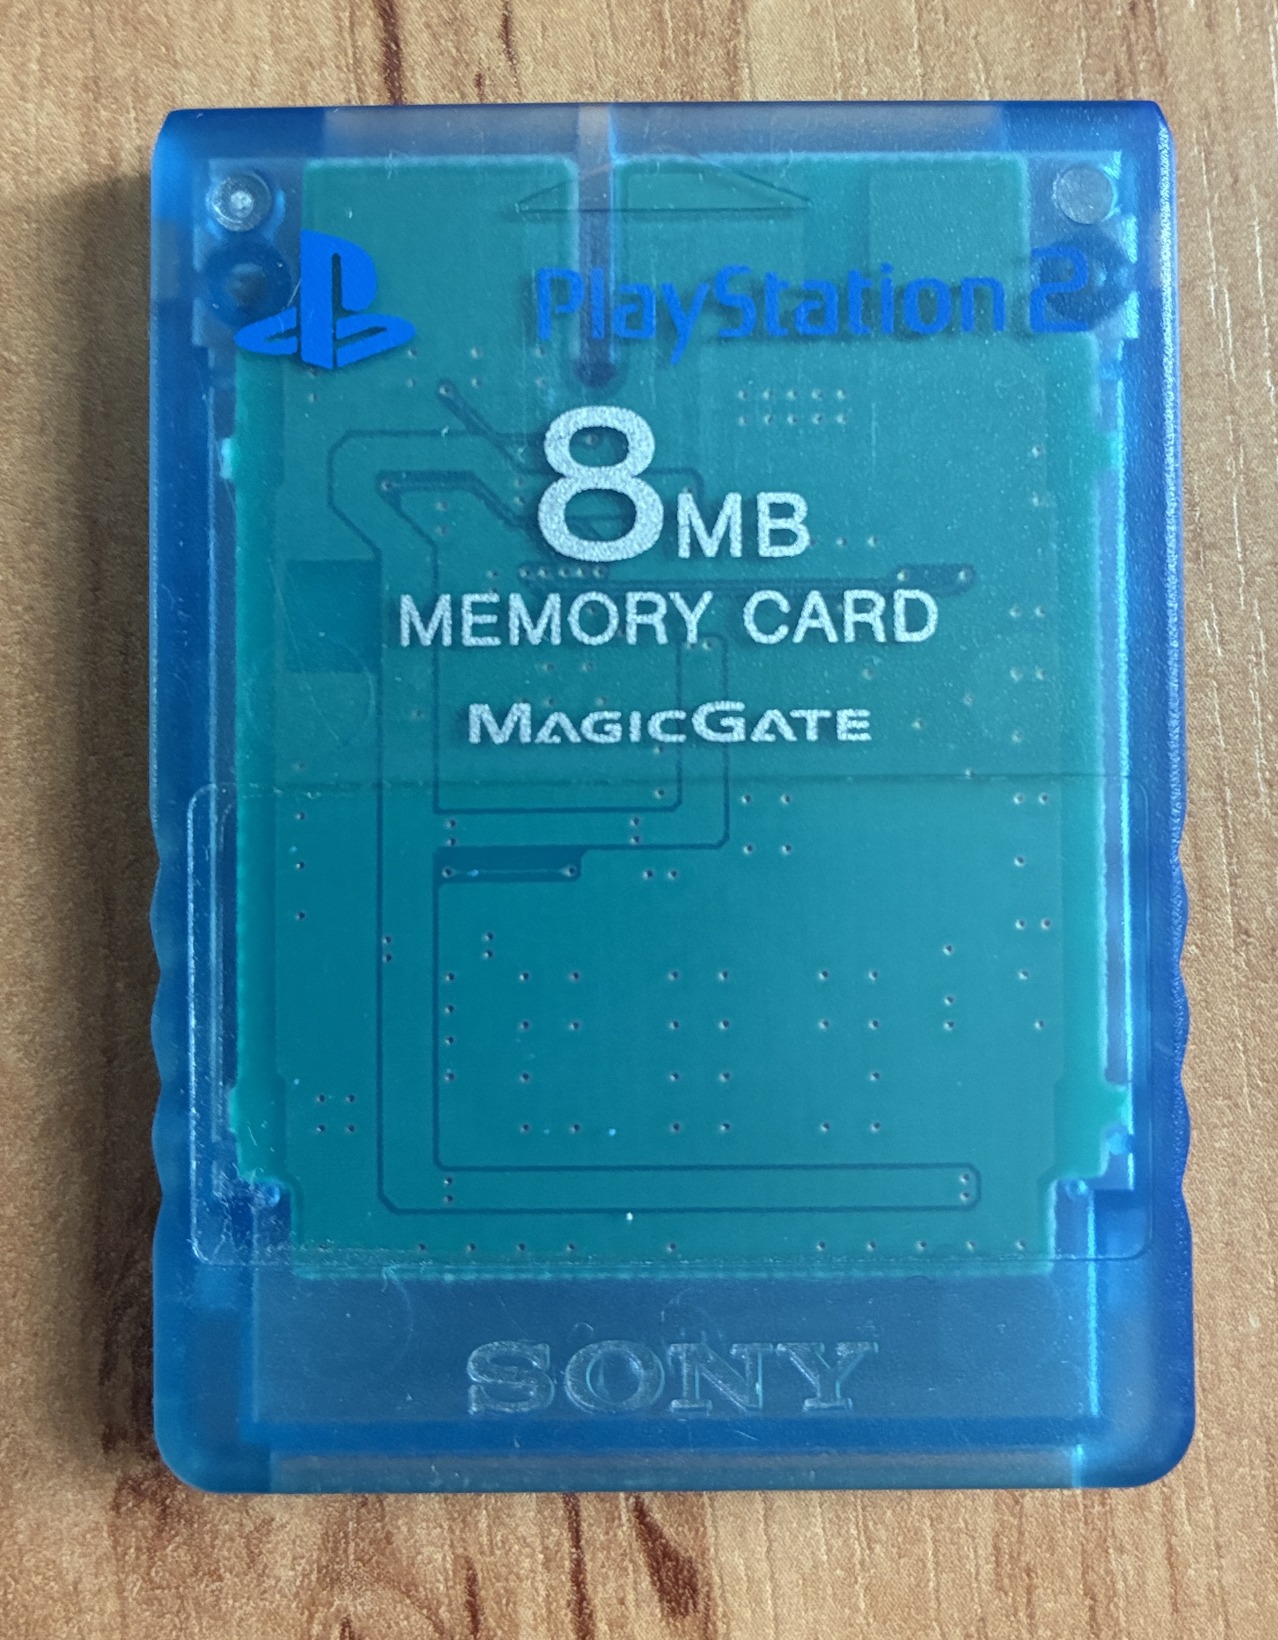 PlayStation 2
8MB
MEMORY CARD
MAGICGATE
SONY